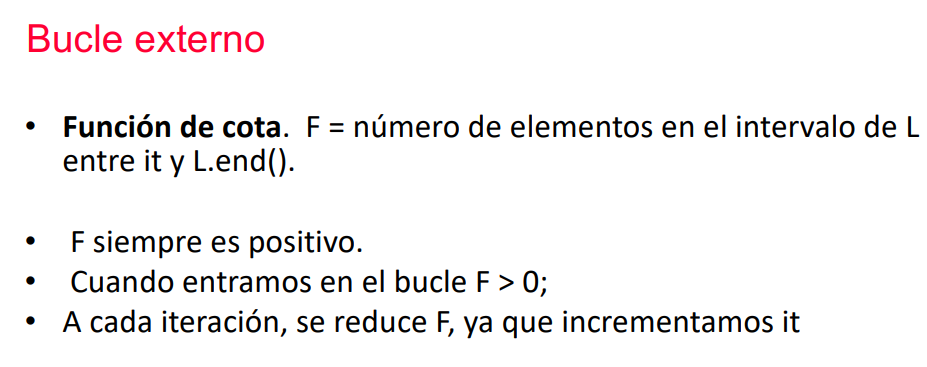 Bucle externo
• Función de cota.  F = número de elementos en el intervalo de L
entre it y L.end().
• F siempre es positivo.
• Cuando entramos en el bucle F > 0;
• A cada iteración, se reduce F, ya que incrementamos it